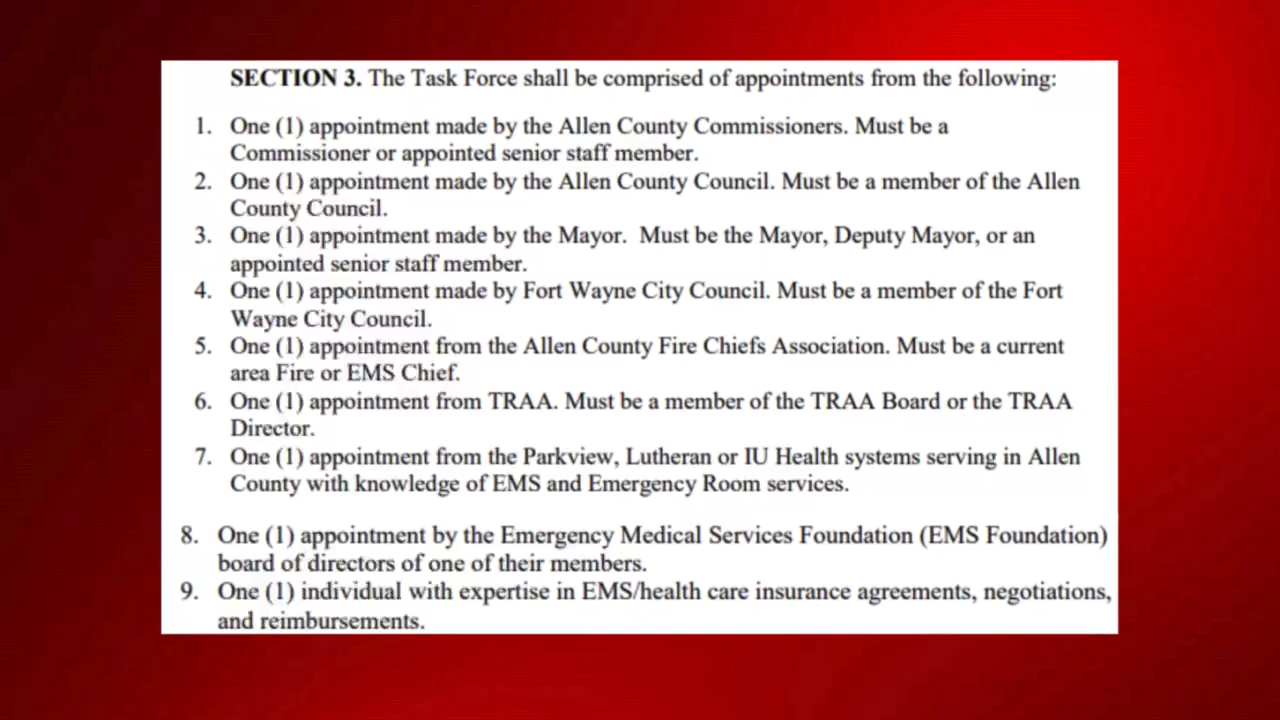 SECTION 3. The Task Force shall be comprised of appointments from the following:
1. One (1) appointment made by the Allen County Commissioners. Must be a
Commissioner or appointed senior staff member.
2. One (1) appointment made by the Allen County Council. Must be a member of the Allen
County Council.
3. One (1) appointment made by the Mayor.  Must be the Mayor, Deputy Mayor, or an
appointed senior staff member.
4. One (1) appointment made by Fort Wayne City Council. Must be a member of the Fort
Wayne City Council.
5. One (1) appointment from the Allen County Fire Chiefs Association. Must be a current
area Fire or EMS Chief.
6. One (1) appointment from TRAA. Must be a member of the TRAA Board or the TRAA
Director.
7. One (1) appointment from the Parkview, Lutheran or IU Health systems serving in Allen
County with knowledge of EMS and Emergency Room services.
8. One (1) appointment by the Emergency Medical Services Foundation (EMS Foundation)
board of directors of one of their members.
9. One (1) individual with expertise in EMS/health care insurance agreements, negotiations,
and reimbursements.